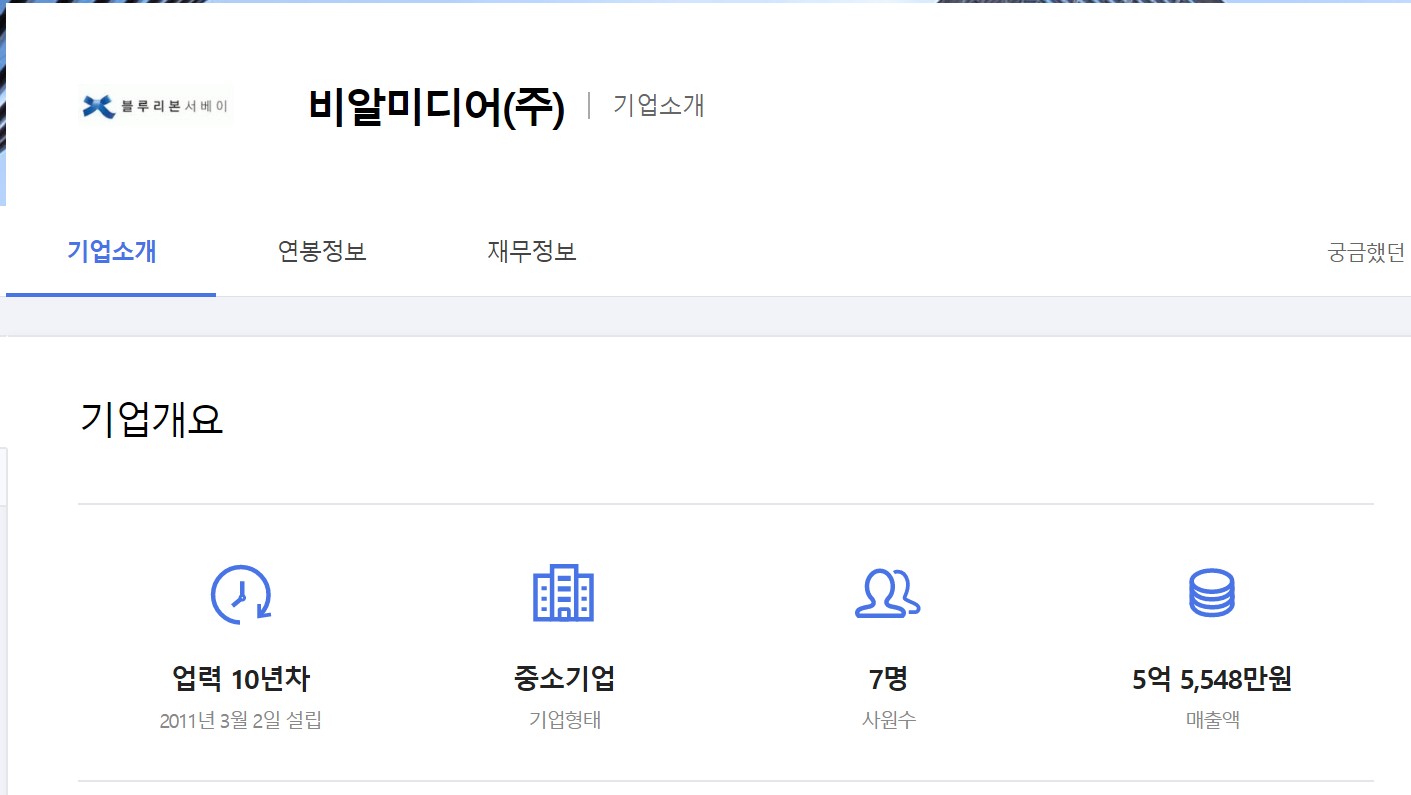 블루리본서베이
비알미디어(주) | 기업소개
기업소개 연봉정보 재무정보 궁금했던
기업개요
업력 10년차 중소기업 7명 5억 5,548만원
2011년 3월 2일 설립 기업형태 사원수 매출액